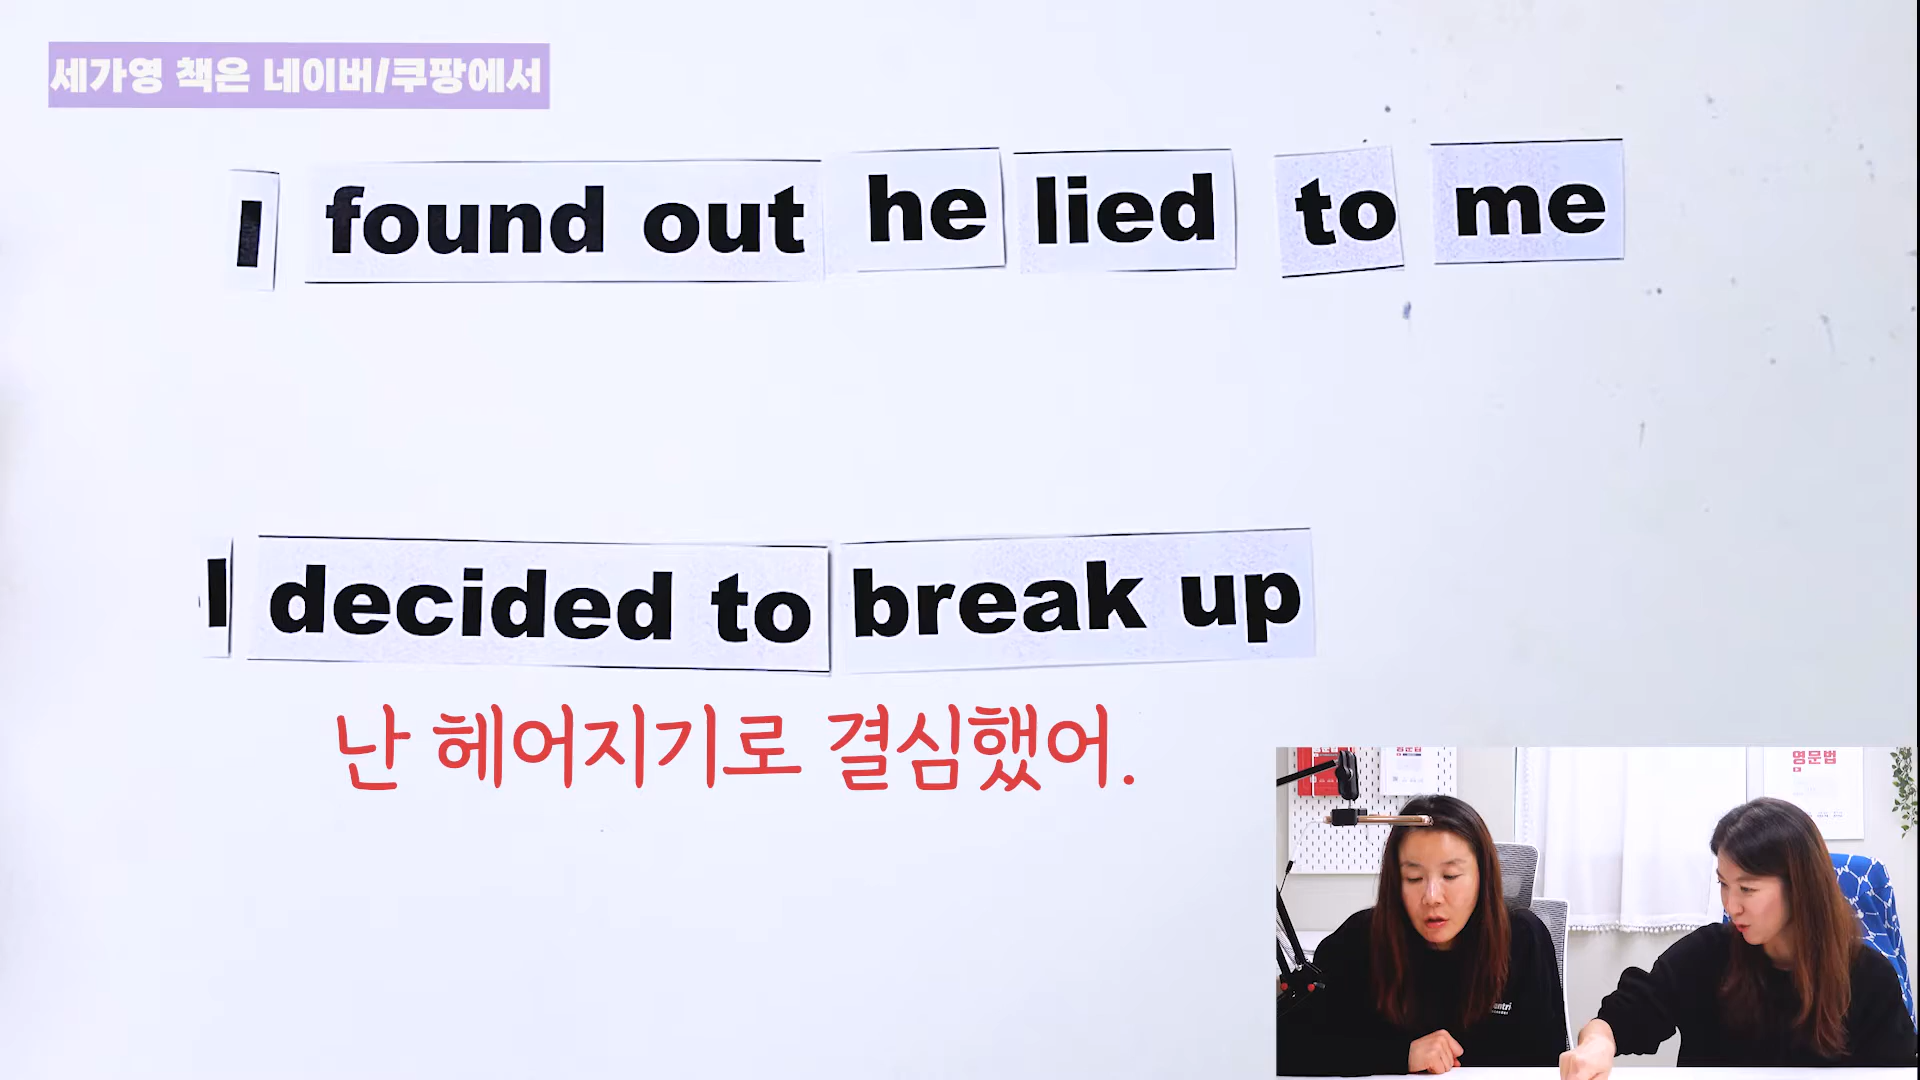 세가영 책은 네이버/쿠팡에서
I found out he lied to me
I decided to break up
난 헤어지기로 결심했어.
영문법